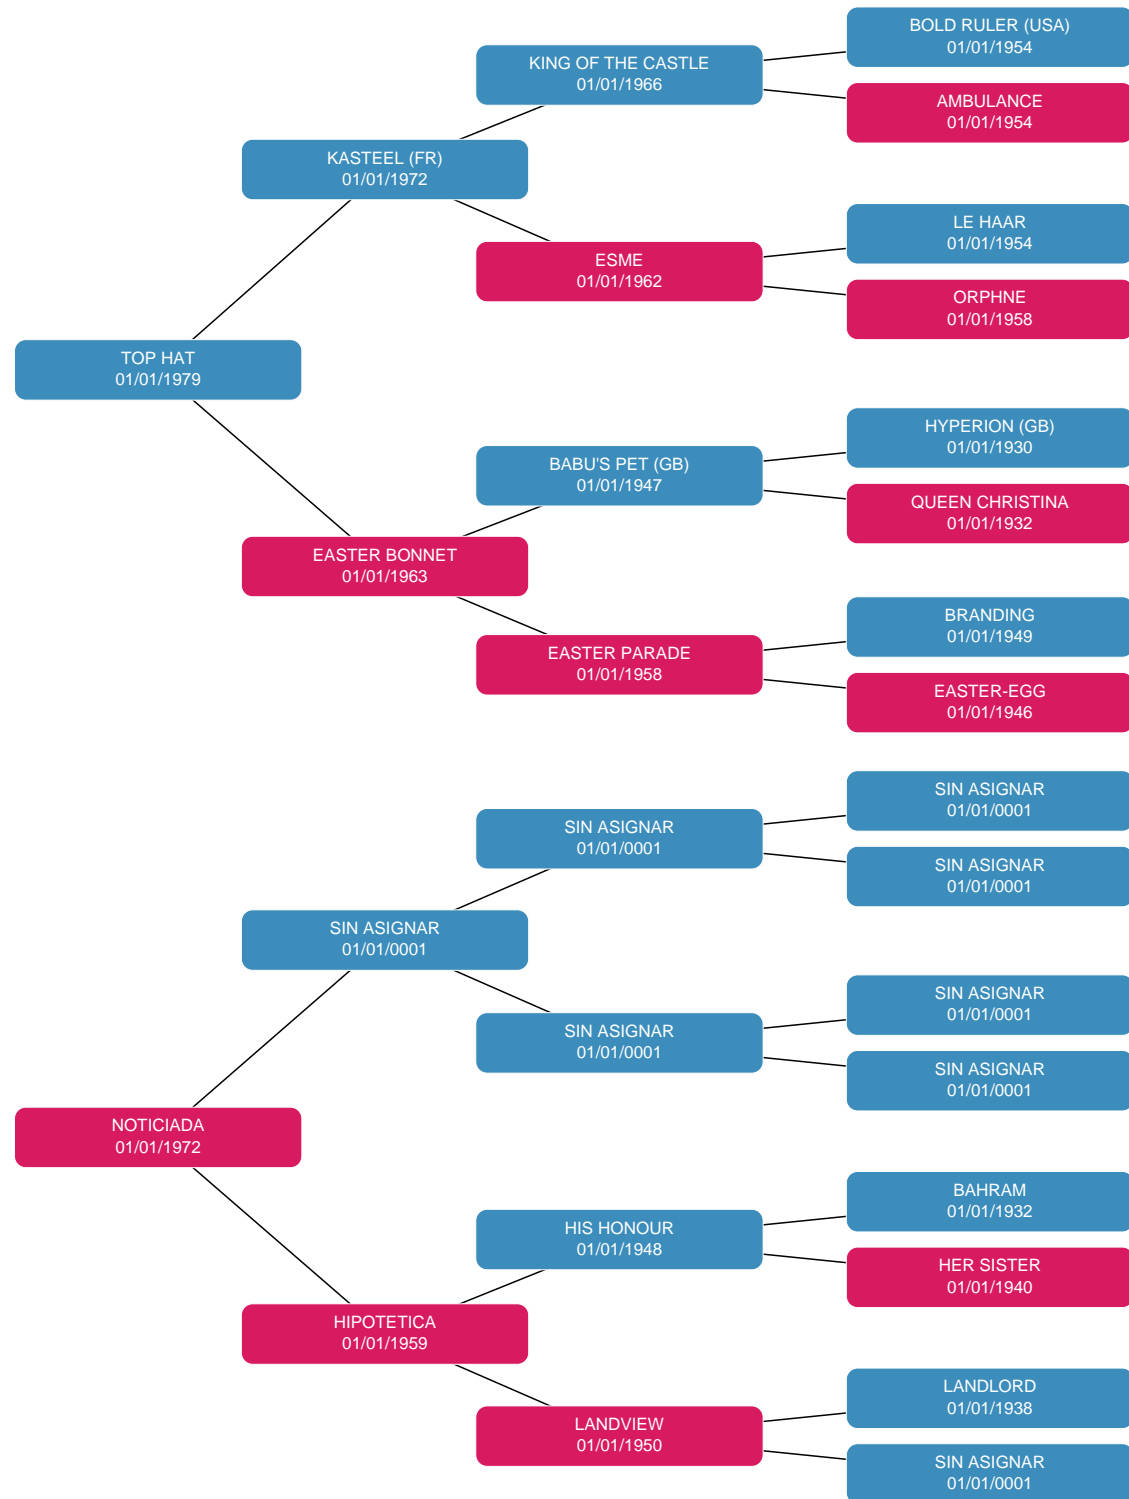 BOLD RULER (USA)
01/01/1954
KING OF THE CASTLE
01/01/1966
AMBULANCE
01/01/1954
KASTEEL (FR)
01/01/1972
LE HAAR
01/01/1954
ESME
01/01/1962
ORPHNE
01/01/1958
TOP HAT
01/01/1979
HYPERION (GB)
01/01/1930
BABU'S PET (GB)
01/01/1947
QUEEN CHRISTINA
01/01/1932
EASTER BONNET
01/01/1963
BRANDING
01/01/1949
EASTER PARADE
01/01/1958
EASTER-EGG
01/01/1946
SIN ASIGNAR
01/01/0001
SIN ASIGNAR
01/01/0001
SIN ASIGNAR
01/01/0001
SIN ASIGNAR
01/01/0001
SIN ASIGNAR
01/01/0001
SIN ASIGNAR
01/01/0001
SIN ASIGNAR
01/01/0001
NOTICIADA
01/01/1972
BAHRAM
01/01/1932
HIS HONOUR
01/01/1948
HER SISTER
01/01/1940
HIPOTETICA
01/01/1959
LANDLORD
01/01/1938
LANDVIEW
01/01/1950
SIN ASIGNAR
01/01/0001